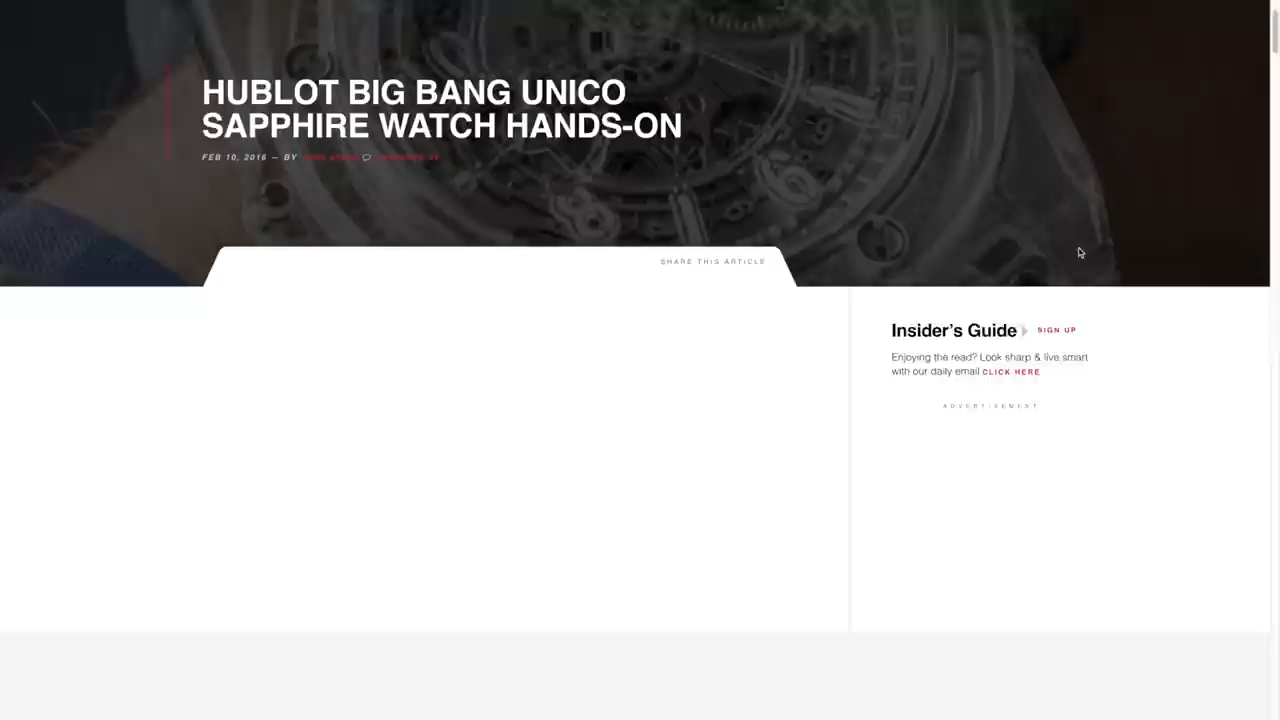 HUBLOT BIG BANG UNICO
SAPPHIRE WATCH HANDS-ON
FEB 10, 2016 — BY
SHARE THIS ARTICLE
Insider's Guide SIGN UP
Enjoying the read? Look sharp & live smart
with our daily email CLICK HERE
ADVERTISEMENT